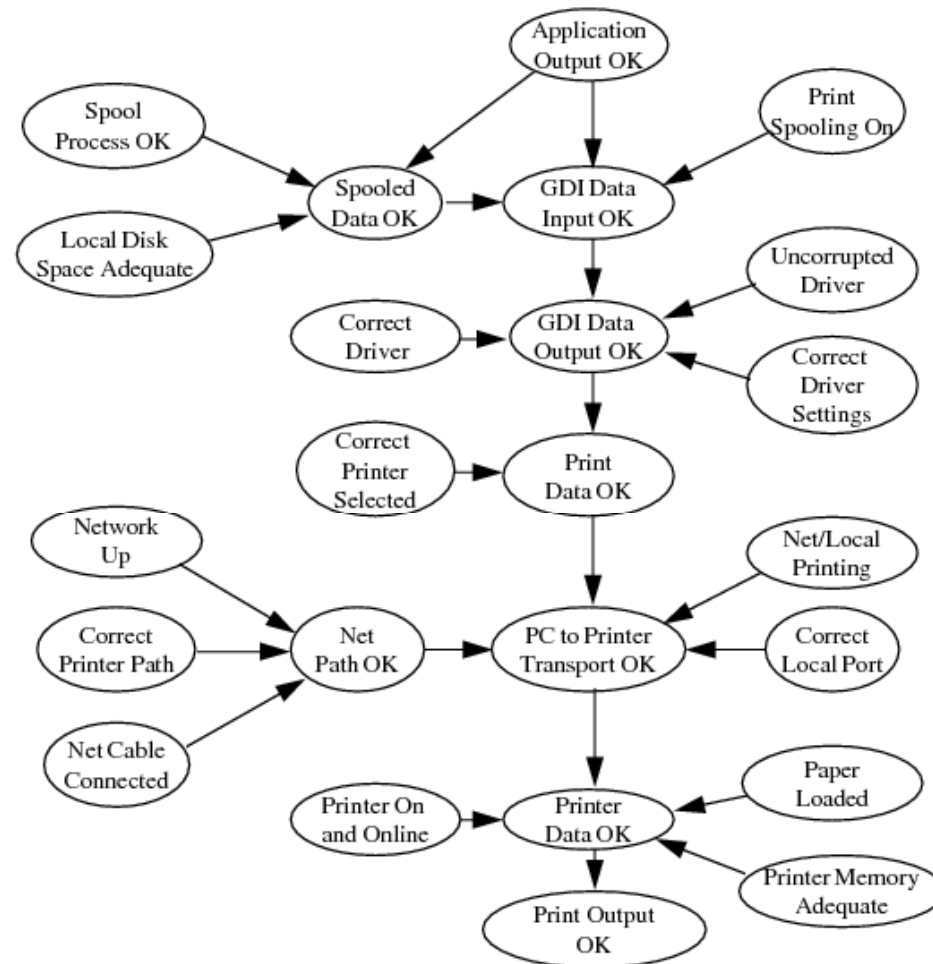 Application
Output OK
Spool
Process OK
Print
Spooling On
Spooled
Data OK
GDI Data
Input OK
Local Disk
Space Adequate
Uncorrupted
Driver
Correct
Driver
GDI Data
Output OK
Correct
Driver
Settings
Correct
Printer
Selected
Print
Data OK
Network
Up
Net/Local
Printing
Correct
Printer Path
Net
Path OK
PC to Printer
Transport OK
Correct
Local Port
Net Cable
Connected
Paper
Loaded
Printer On
and Online
Printer
Data OK
Printer Memory
Adequate
Print Output
OK